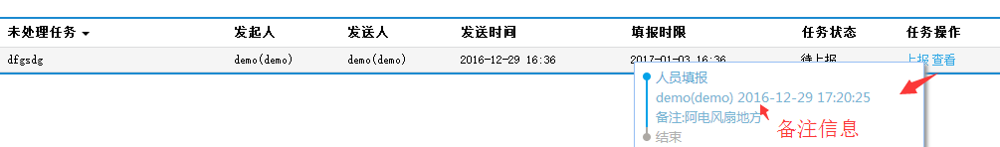 未处理任务 发起人 发送人 发送时间 填报时限 任务状态 任务操作
dfgsdg demo(demo) demo(demo) 2016-12-29 16:36 2017-01-03 16:36 待上报 上报 查看
人员填报
demo(demo) 2016-12-29 17:20:25
备注:阿电风扇地方
备注信息
结束